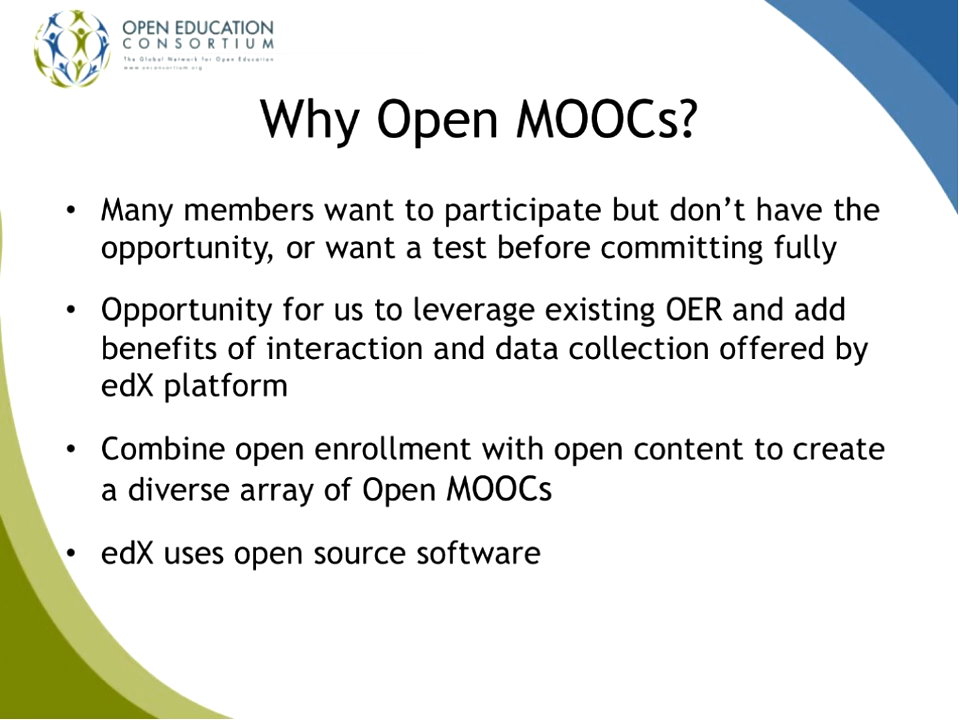 OPEN EDUCATION
CONSORTIUM
The Global Network for Open Education
www.oeconsortium.org
Why Open MOOCs?
• Many members want to participate but don’t have the
opportunity, or want a test before committing fully
• Opportunity for us to leverage existing OER and add
benefits of interaction and data collection offered by
edX platform
• Combine open enrollment with open content to create
a diverse array of Open MOOCs
• edX uses open source software